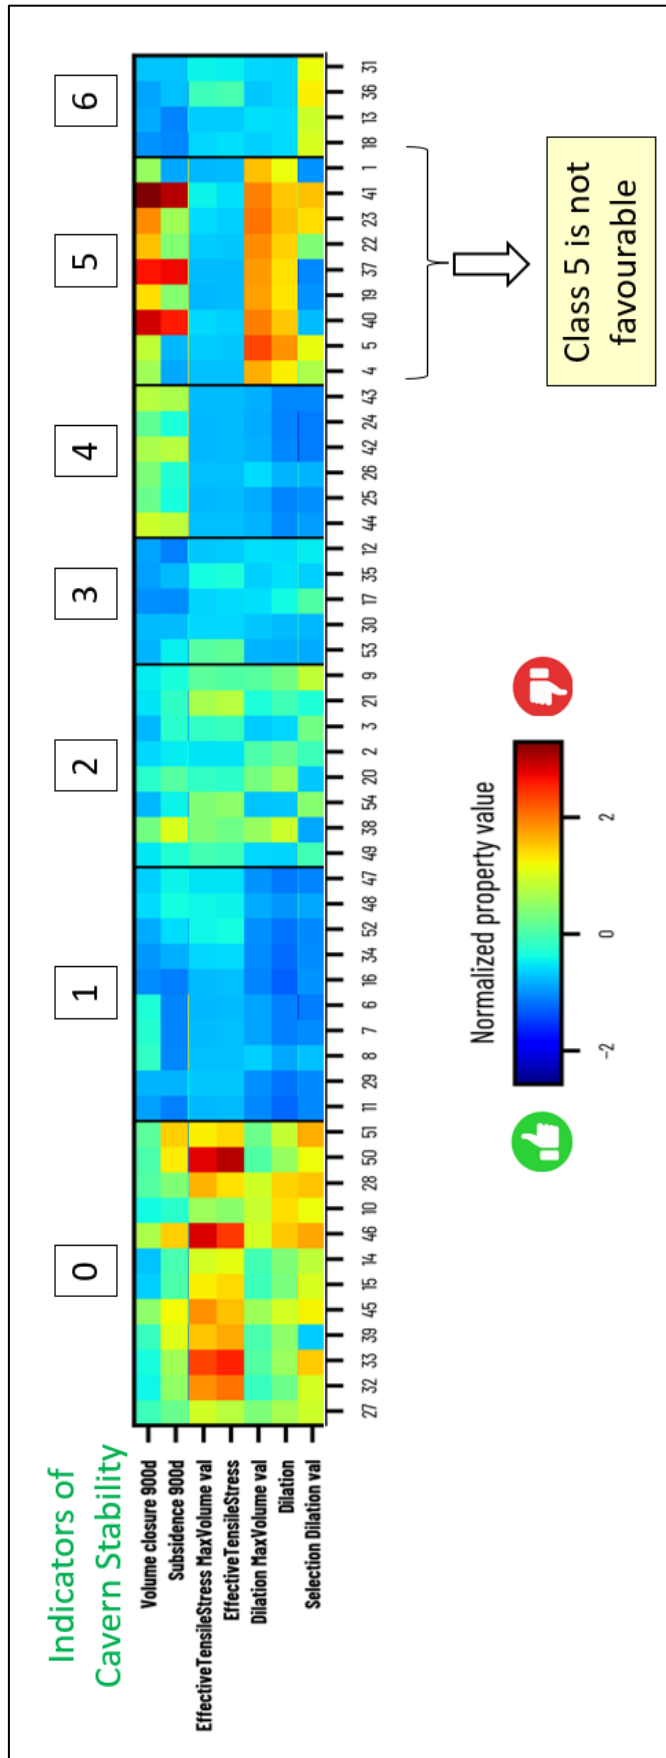 Indicators of
Cavern Stability
0
1
2
3
4
5
6
Volume closure 900d
Subsidence 900d
EffectiveTensileStress MaxVolume val
EffectiveTensileStress
Dilation MaxVolume val
Dilation
Selection Dilation val
27 32 33 39 45 15 14 46 10 28 50 51 11 29 8 7 6 16 34 52 48 47 49 38 54 20 2 3 21 9 53 30 17 35 12 44 25 26 42 24 43 4 5 40 19 37 22 23 41 1 18 13 36 31
Class 5 is not
favourable
Normalized property value
-2 0 2